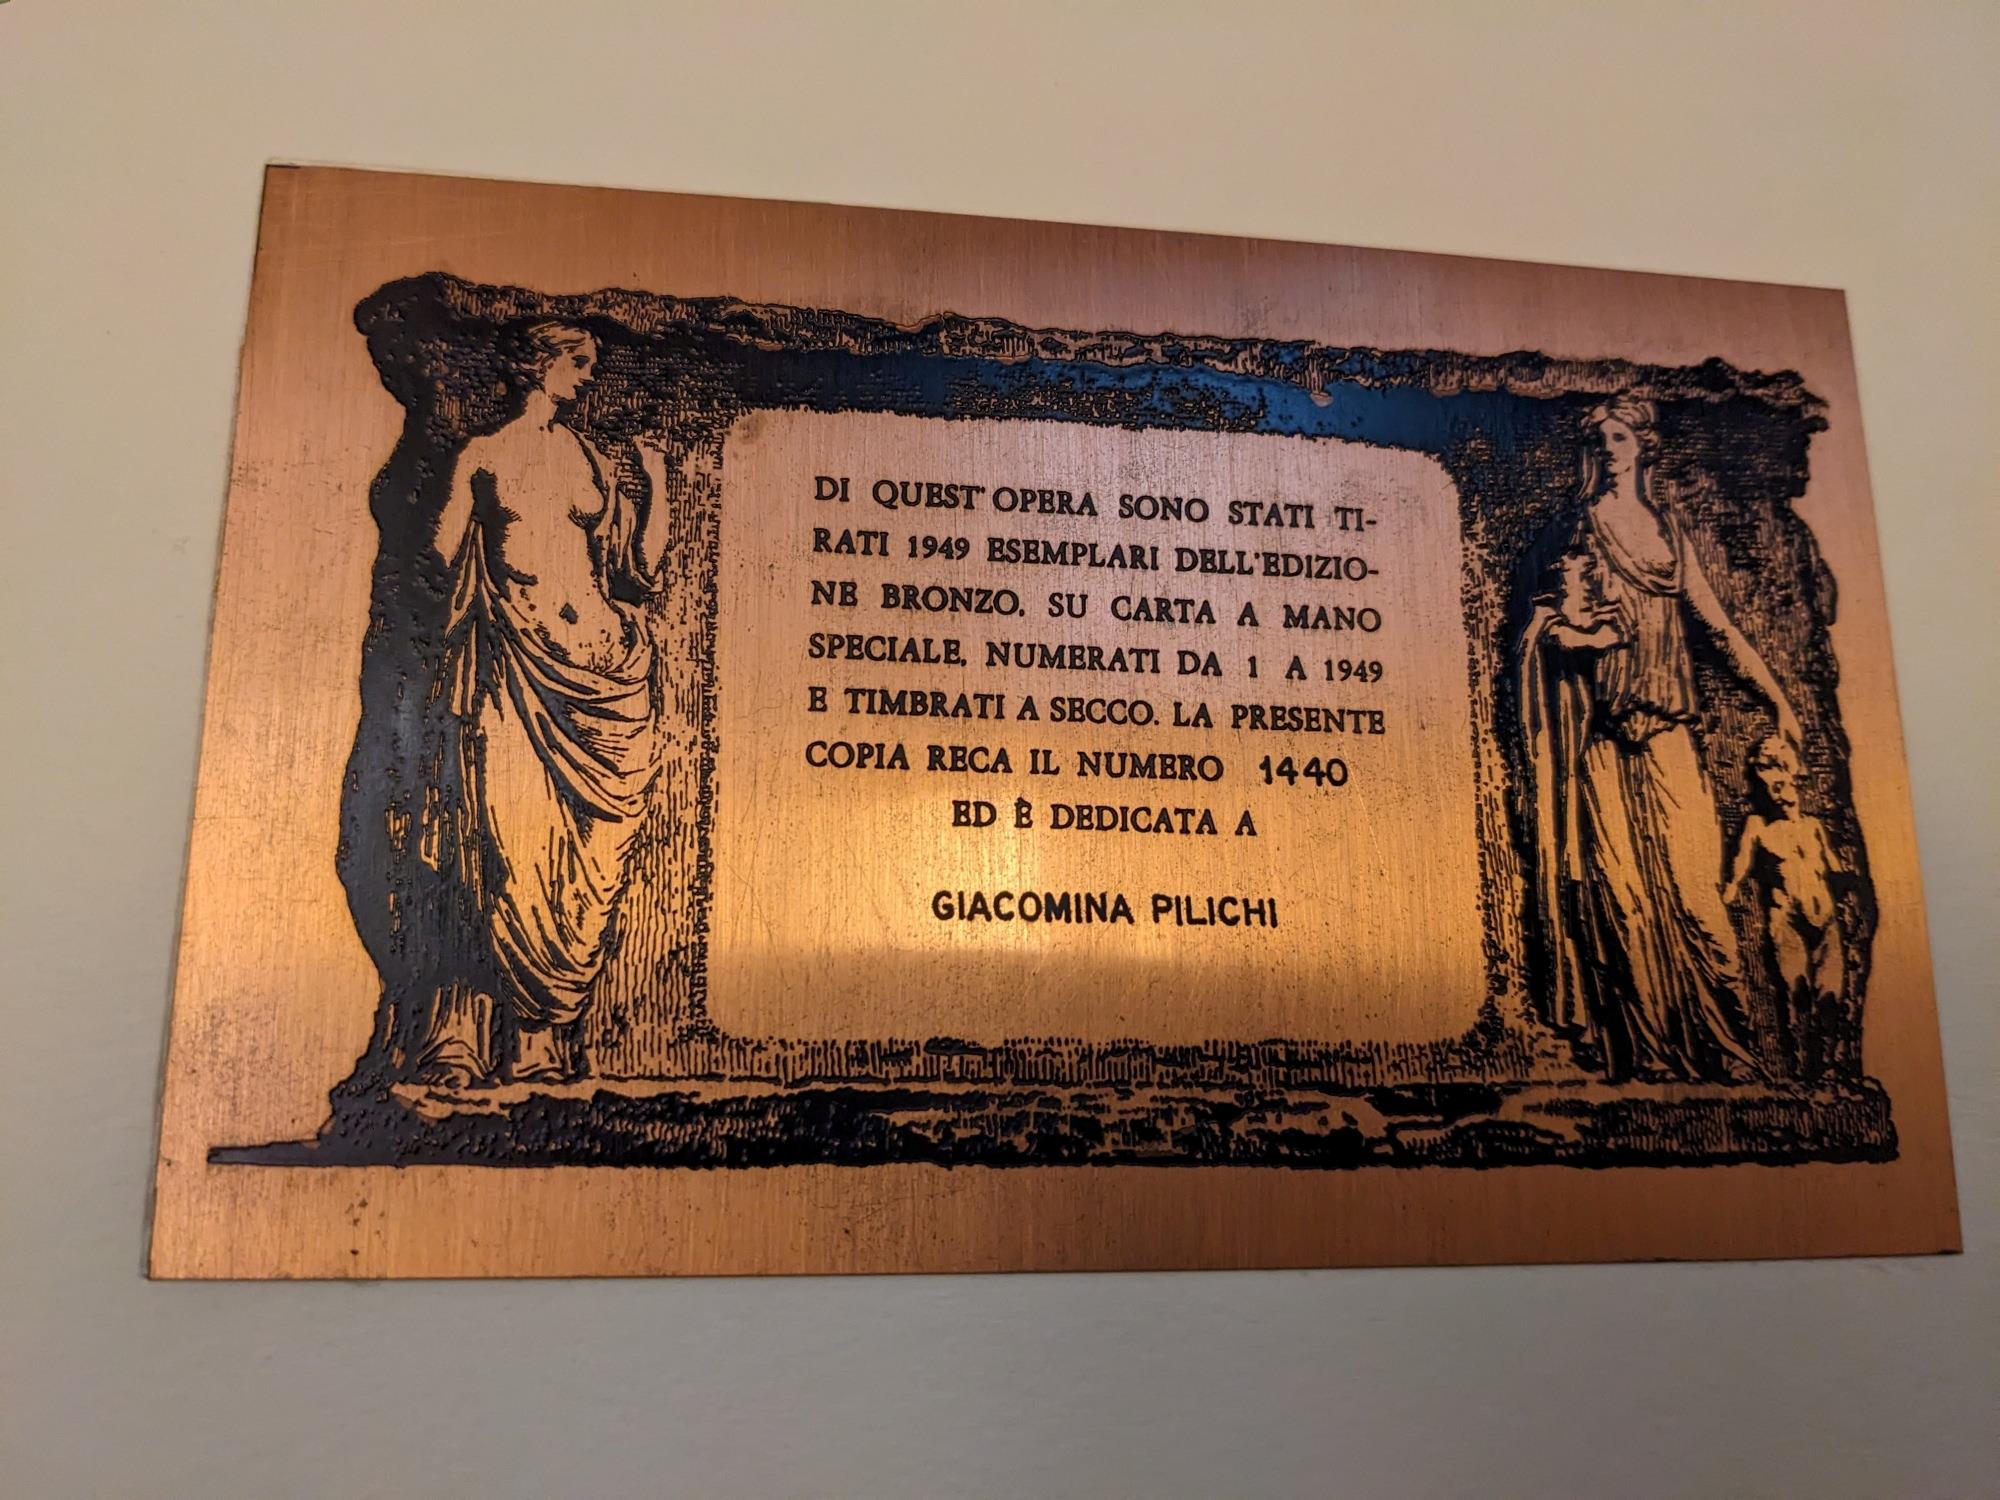 DI QUEST'OPERA SONO STATI TI-
RATI 1949 ESEMPLARI DELL'EDIZIO-
NE BRONZO, SU CARTA A MANO
SPECIALE, NUMERATI DA 1 A 1949
E TIMBRATI A SECCO. LA PRESENTE
COPIA RECA IL NUMERO 1440
ED È DEDICATA A
GIACOMINA PILICHI